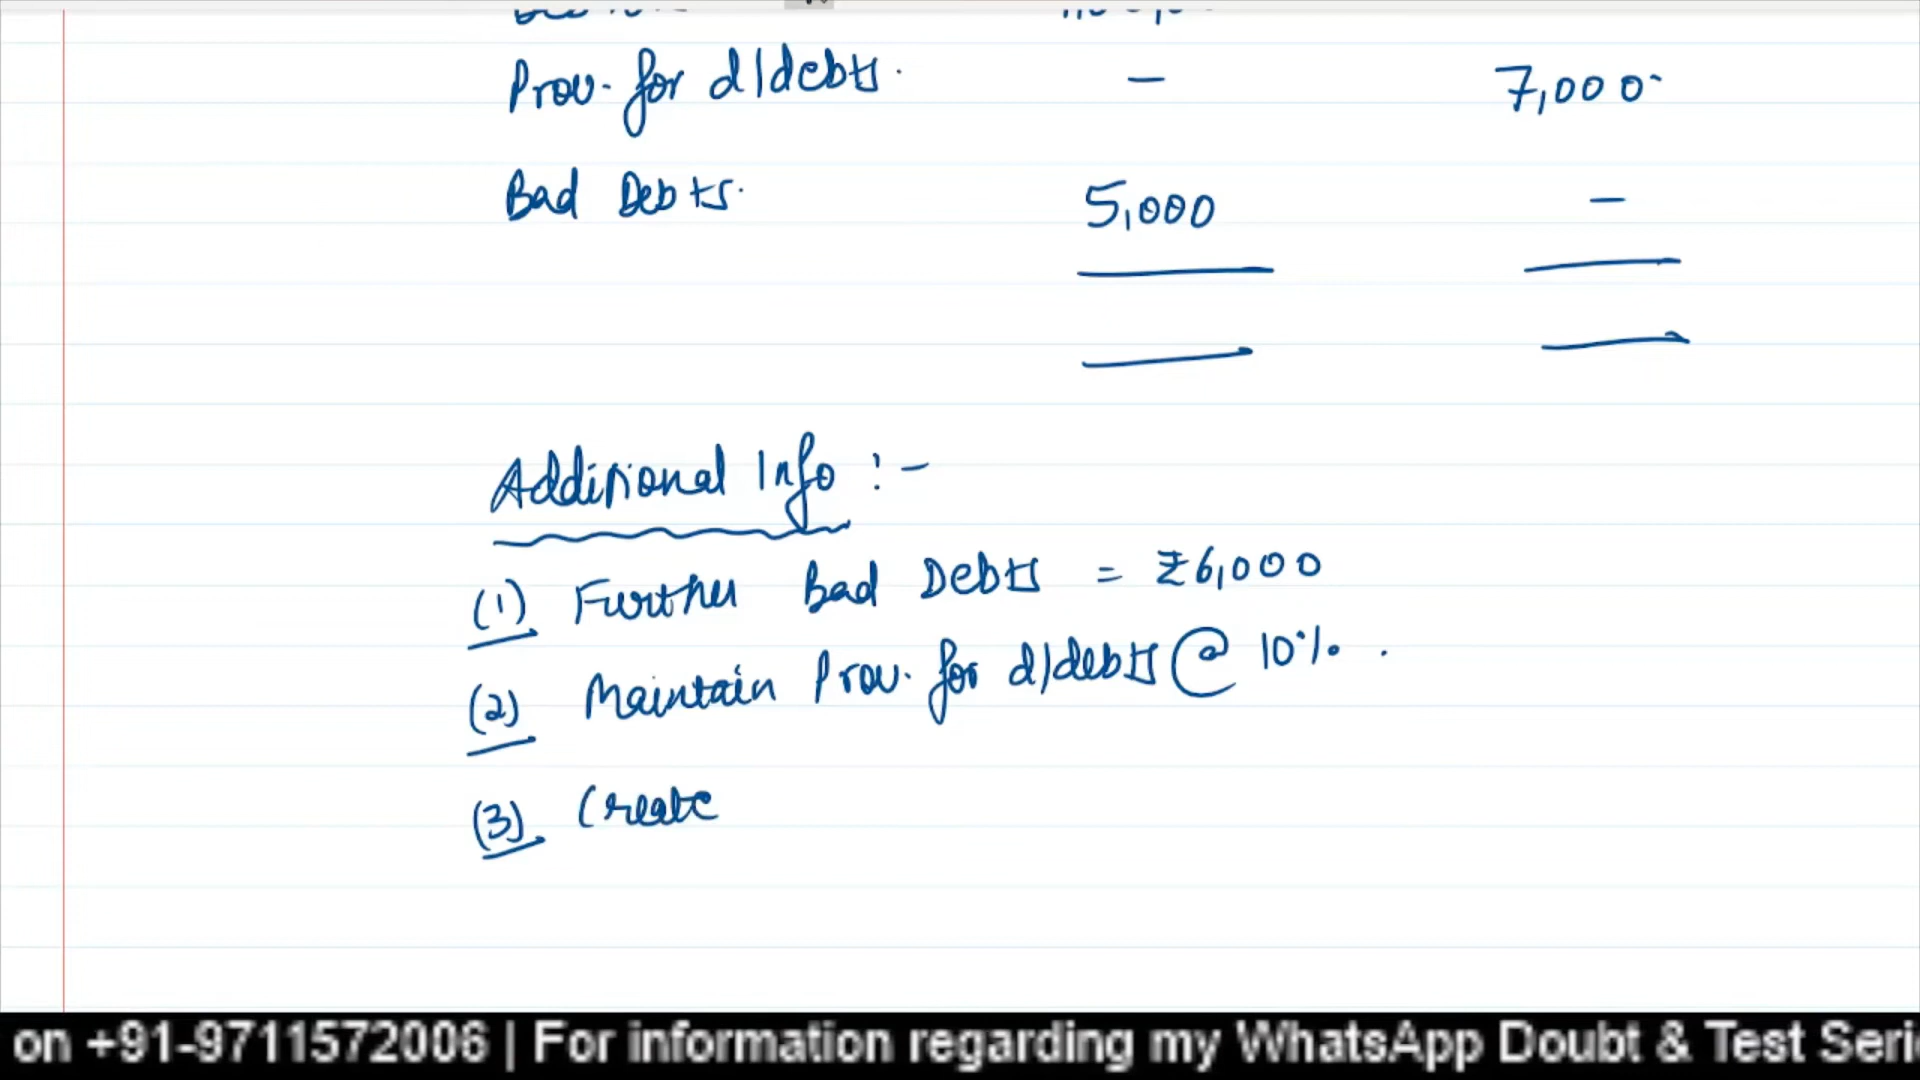 Prov. for d/debts. — 7,000
Bad Debts. 5,000 —
Additional Info :-
(1) Further Bad Debts = ₹6,000
(2) Maintain Prov. for d/debts @ 10% .
(3) Create
on +91-9711572006 | For information regarding my WhatsApp Doubt & Test Seri